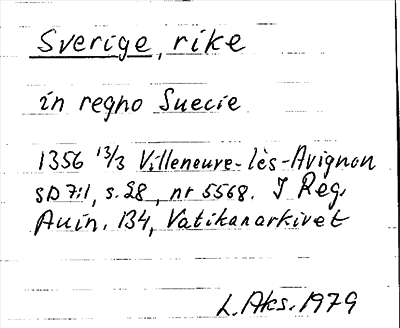 Sverige, rike
in regno Suecie
1356 13/3 Villeneuve-lès-Avignon
SD 7:1, s. 28, nr 5568. I Reg.
Auin. 134, Vatikanarkivet
L. Aks. 1979